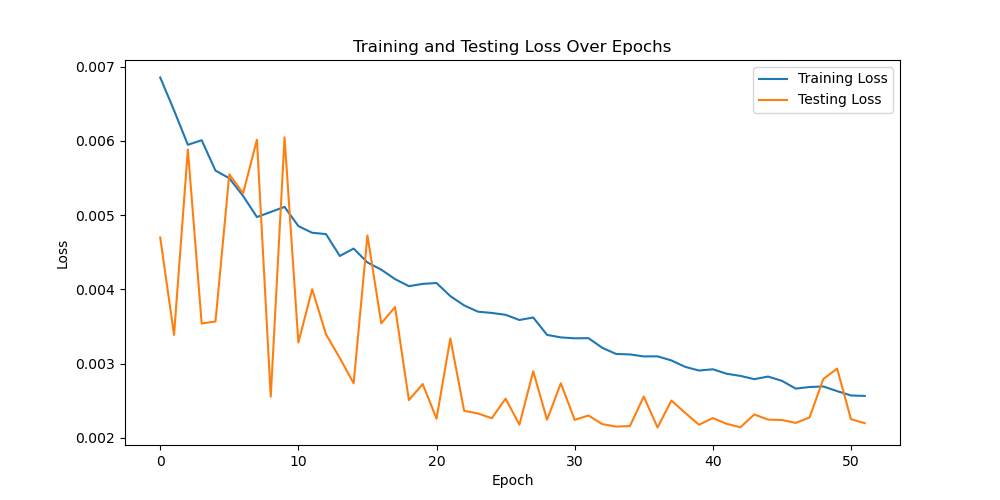 Training and Testing Loss Over Epochs
0.007
0.006
0.005
0.004
0.003
0.002
Loss
Training Loss
Testing Loss
0
10
20
30
40
50
Epoch